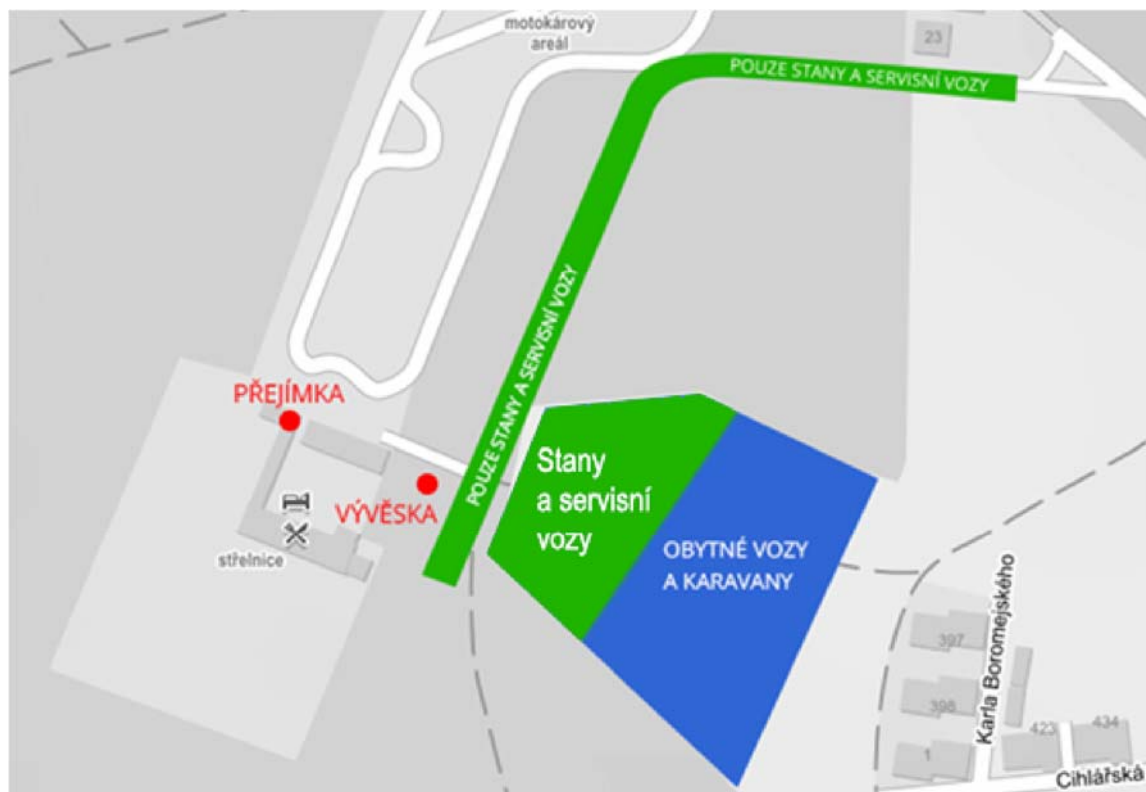 motokárový
areál
23
POUZE STANY A SERVISNÍ VOZY
POUZE STANY A SERVISNÍ VOZY
PŘEJÍMKA
VÝVĚSKA
střelnice
Stany
a servisní
vozy
OBYTNÉ VOZY
A KARAVANY
Karla Boromejského
397
398
1
423
434
Cihlářská